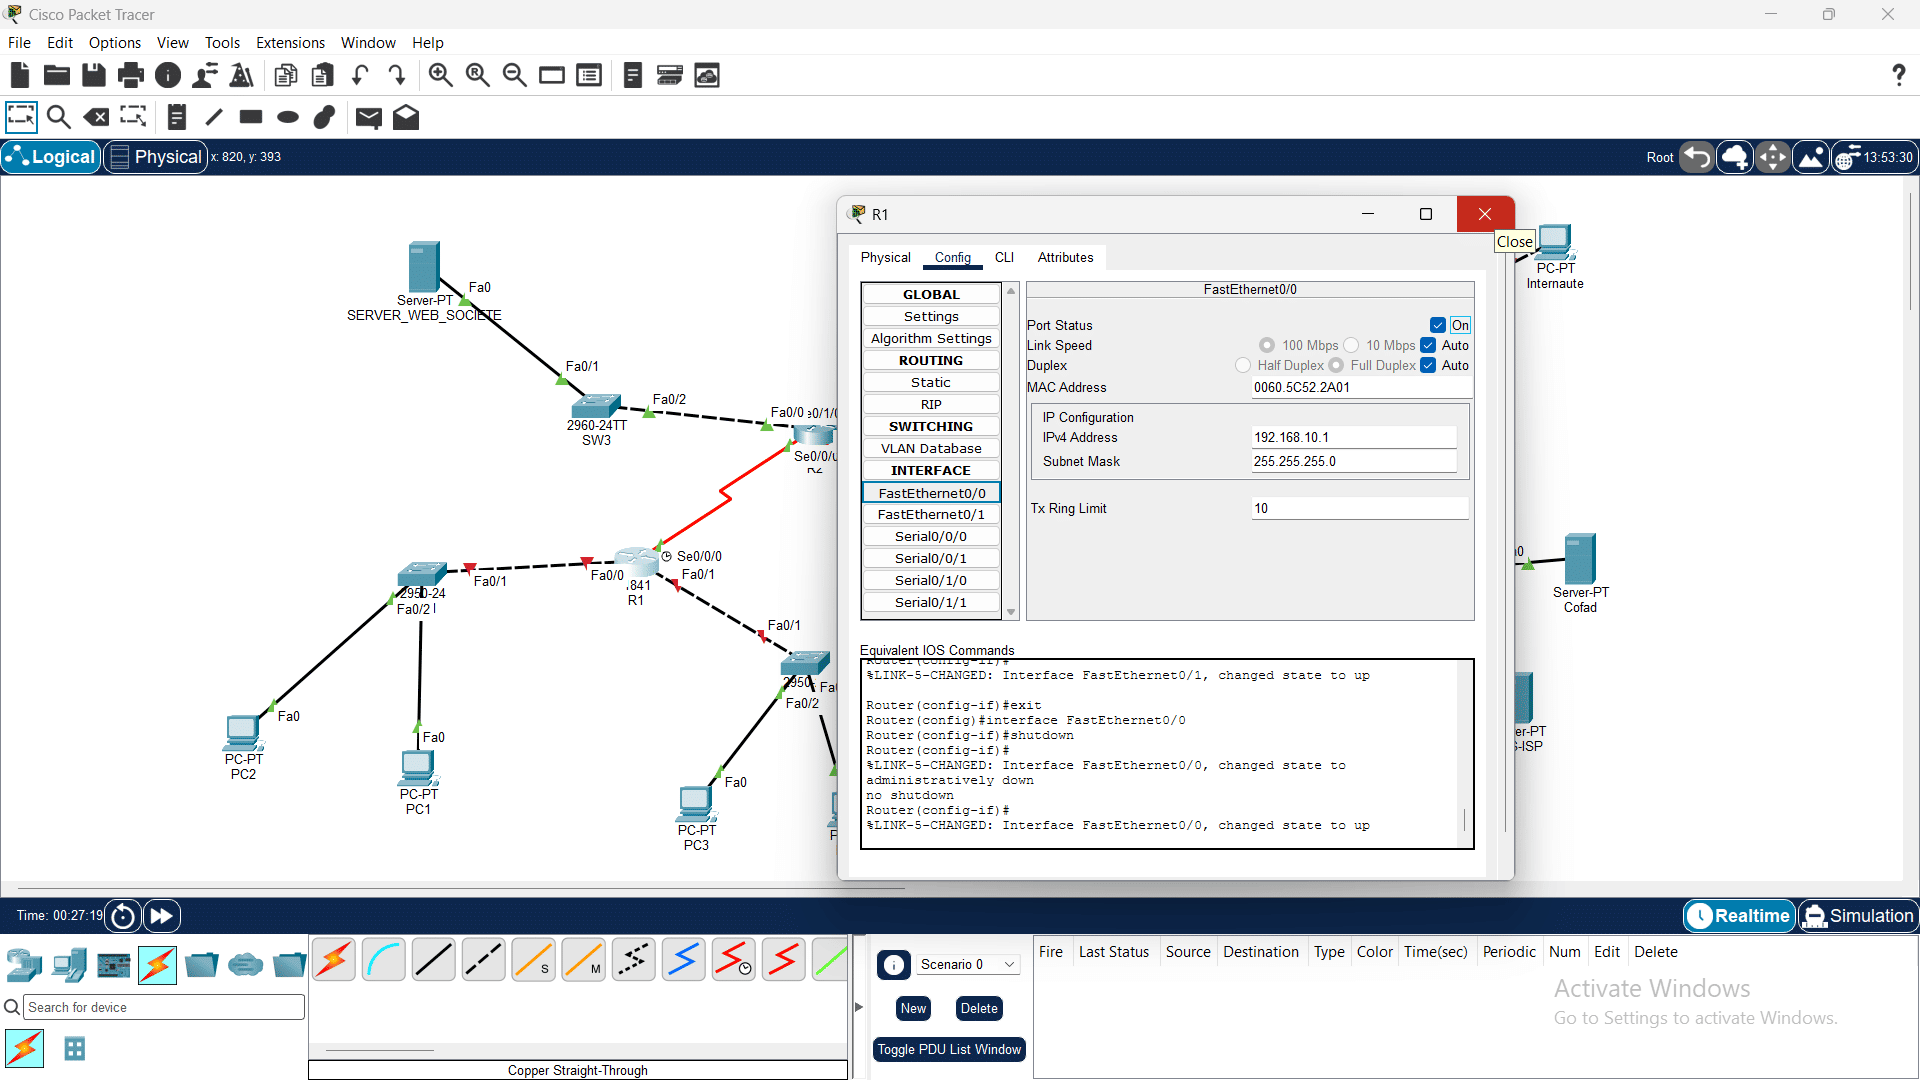 Cisco Packet Tracer
File Edit Options View Tools Extensions Window Help
Logical Physical x: 820, y: 393 Root 13:53:30
R1
Close
Physical Config CLI Attributes
GLOBAL
Settings
Algorithm Settings
ROUTING
Static
RIP
SWITCHING
VLAN Database
INTERFACE
FastEthernet0/0
FastEthernet0/1
Serial0/0/0
Serial0/0/1
Serial0/1/0
Serial0/1/1
FastEthernet0/0
Port Status On
Link Speed 100 Mbps 10 Mbps Auto
Duplex Half Duplex Full Duplex Auto
MAC Address 0060.5C52.2A01
IP Configuration
IPv4 Address 192.168.10.1
Subnet Mask 255.255.255.0
Tx Ring Limit 10
Equivalent IOS Commands
Router(config-if)#
%LINK-5-CHANGED: Interface FastEthernet0/1, changed state to up
Router(config-if)#exit
Router(config)#interface FastEthernet0/0
Router(config-if)#shutdown
Router(config-if)#
%LINK-5-CHANGED: Interface FastEthernet0/0, changed state to
administratively down
no shutdown
Router(config-if)#
%LINK-5-CHANGED: Interface FastEthernet0/0, changed state to up
Fa0
Server-PT
SERVER_WEB_SOCIETE
Fa0/1
Fa0/2
2960-24TT
SW3
Fa0/0
Se0/0/
R2
Se0/0/0
Fa0/1
Fa0/0
841
R1
Fa0/1
2950-24
Fa0/2
Fa0/1
2950-
Fa0/2
Fa0
PC-PT
PC2
Fa0
PC-PT
PC1
Fa0
PC-PT
PC3
PC-PT
Internaute
Server-PT
Cofad
er-PT
S-ISP
Time: 00:27:19 Realtime Simulation
Search for device
S M
Copper Straight-Through
Scenario 0
New Delete
Toggle PDU List Window
Fire Last Status Source Destination Type Color Time(sec) Periodic Num Edit Delete
Activate Windows
Go to Settings to activate Windows.